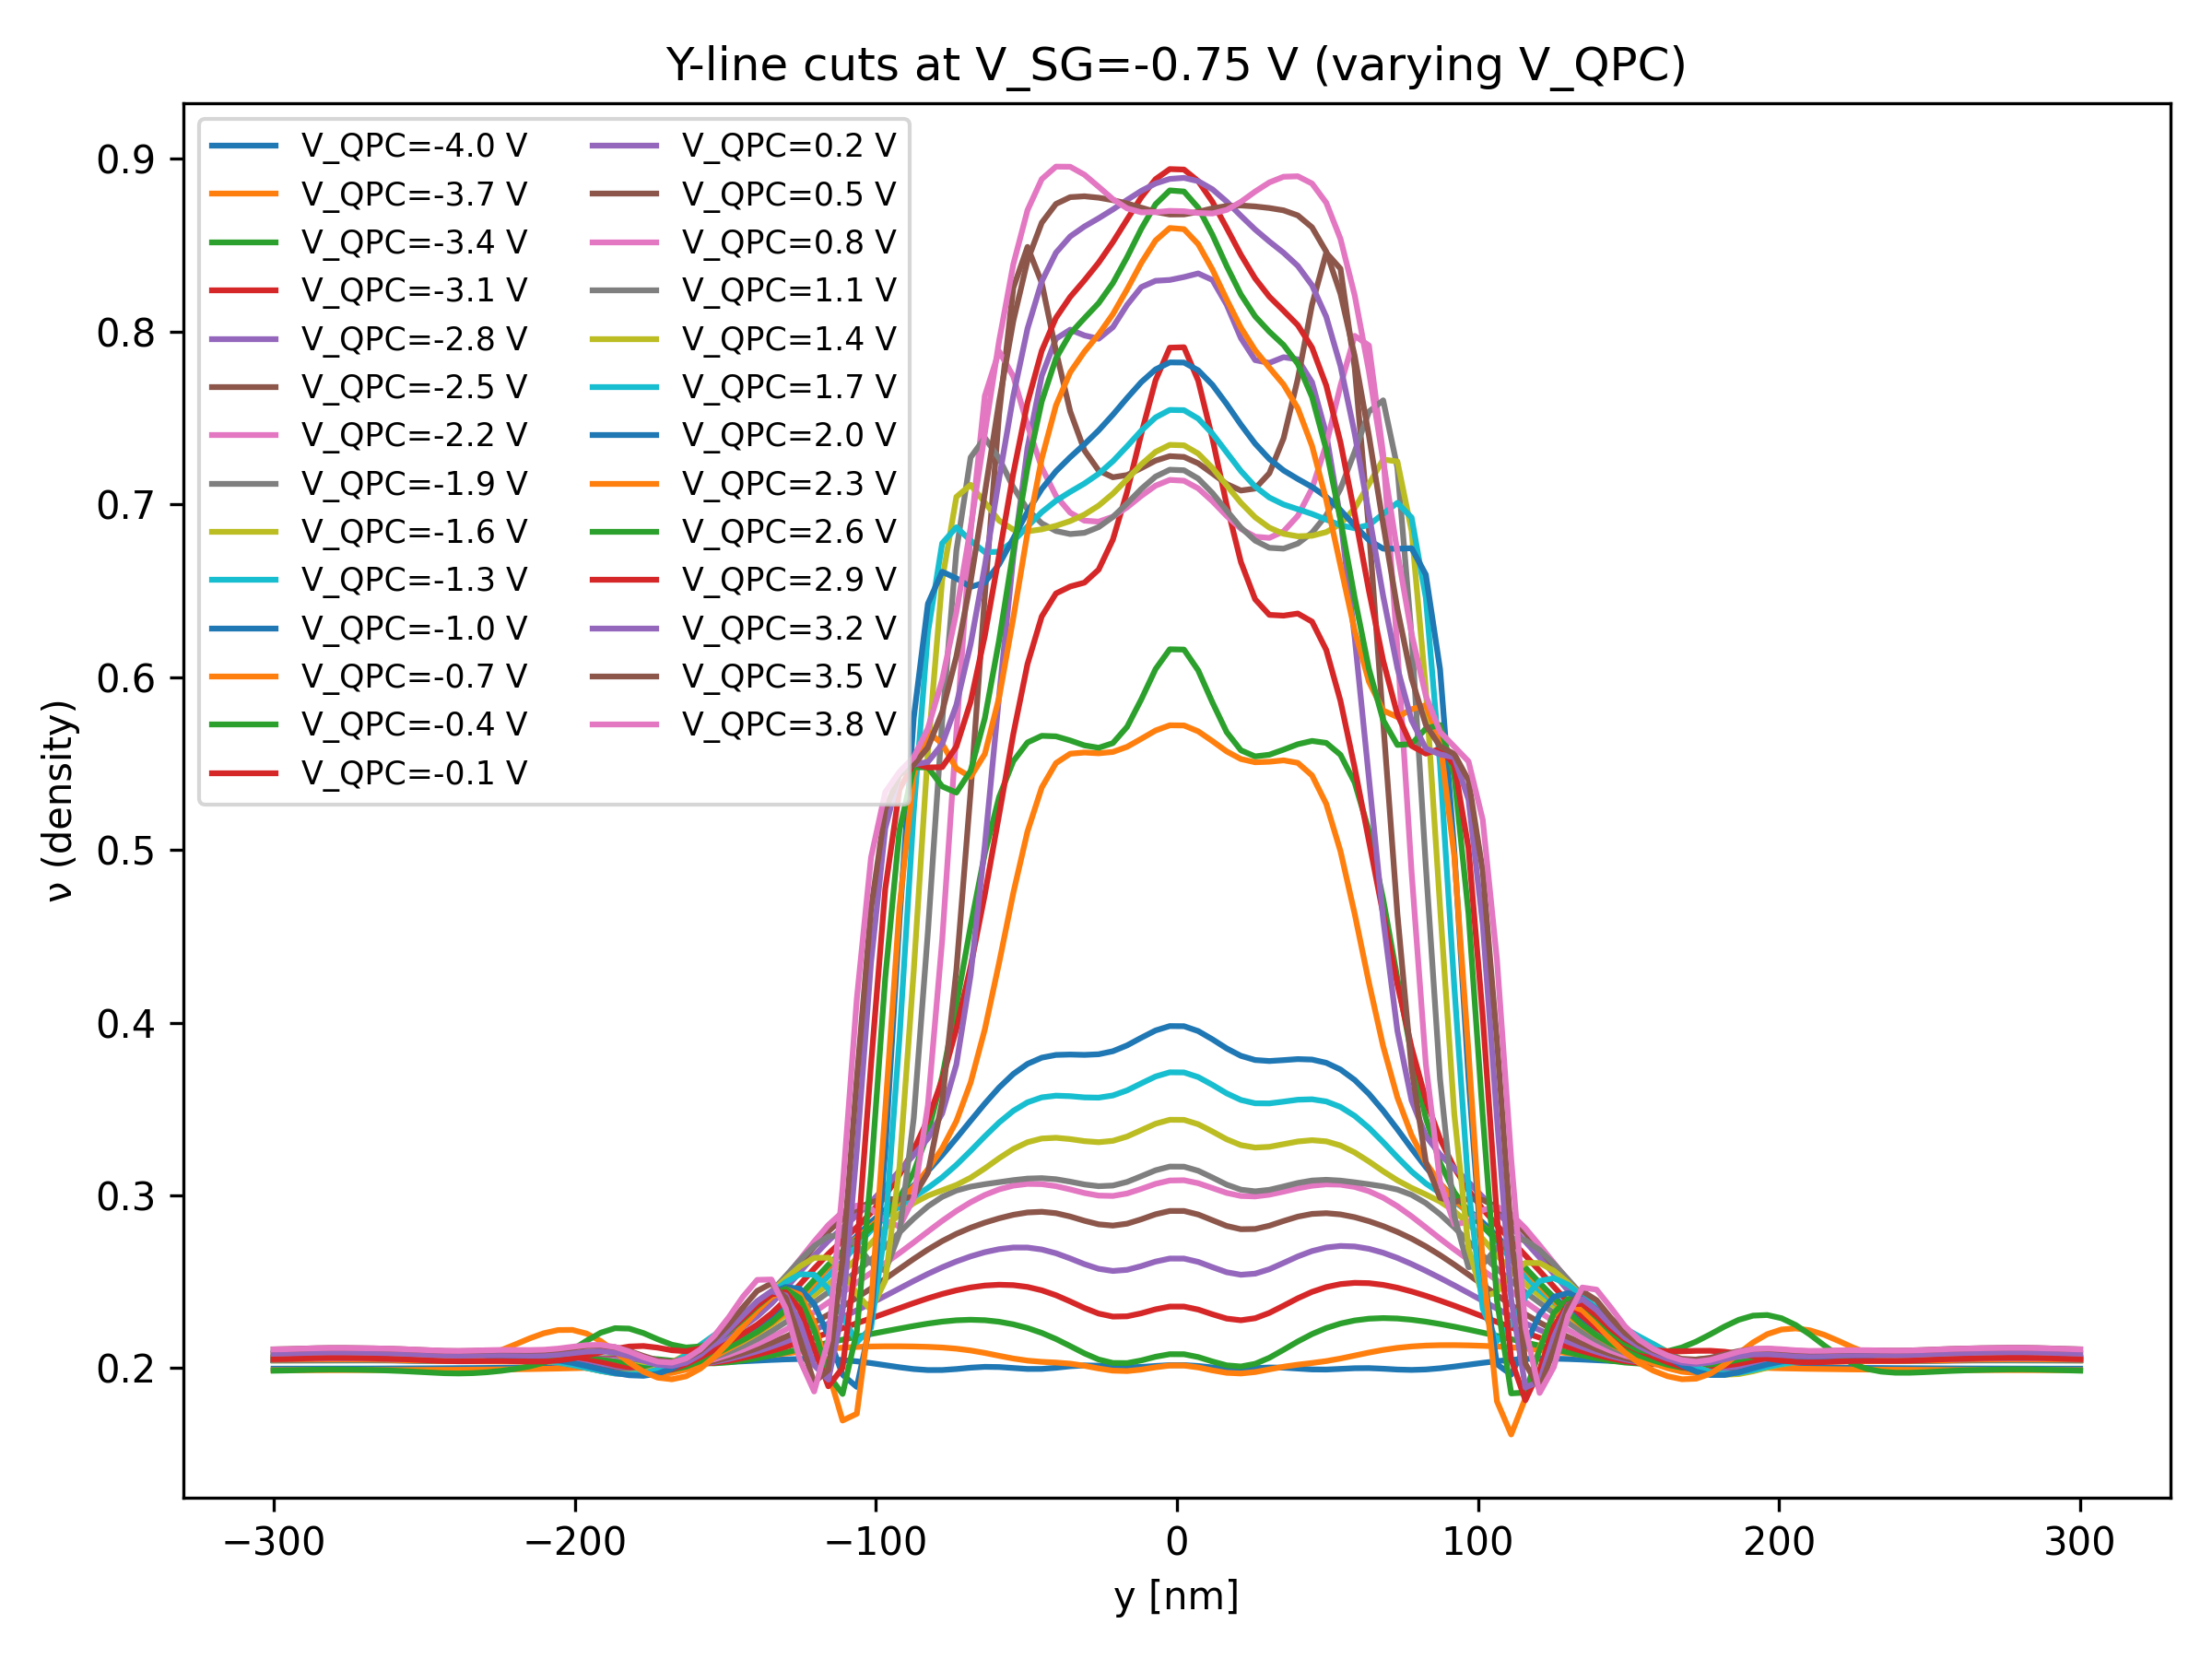 Y-line cuts at V_SG=-0.75 V (varying V_QPC)
V_QPC=-4.0 V
V_QPC=-3.7 V
V_QPC=-3.4 V
V_QPC=-3.1 V
V_QPC=-2.8 V
V_QPC=-2.5 V
V_QPC=-2.2 V
V_QPC=-1.9 V
V_QPC=-1.6 V
V_QPC=-1.3 V
V_QPC=-1.0 V
V_QPC=-0.7 V
V_QPC=-0.4 V
V_QPC=-0.1 V
V_QPC=0.2 V
V_QPC=0.5 V
V_QPC=0.8 V
V_QPC=1.1 V
V_QPC=1.4 V
V_QPC=1.7 V
V_QPC=2.0 V
V_QPC=2.3 V
V_QPC=2.6 V
V_QPC=2.9 V
V_QPC=3.2 V
V_QPC=3.5 V
V_QPC=3.8 V
ν (density)
0.9
0.8
0.7
0.6
0.5
0.4
0.3
0.2
−300 −200 −100 0 100 200 300
y [nm]